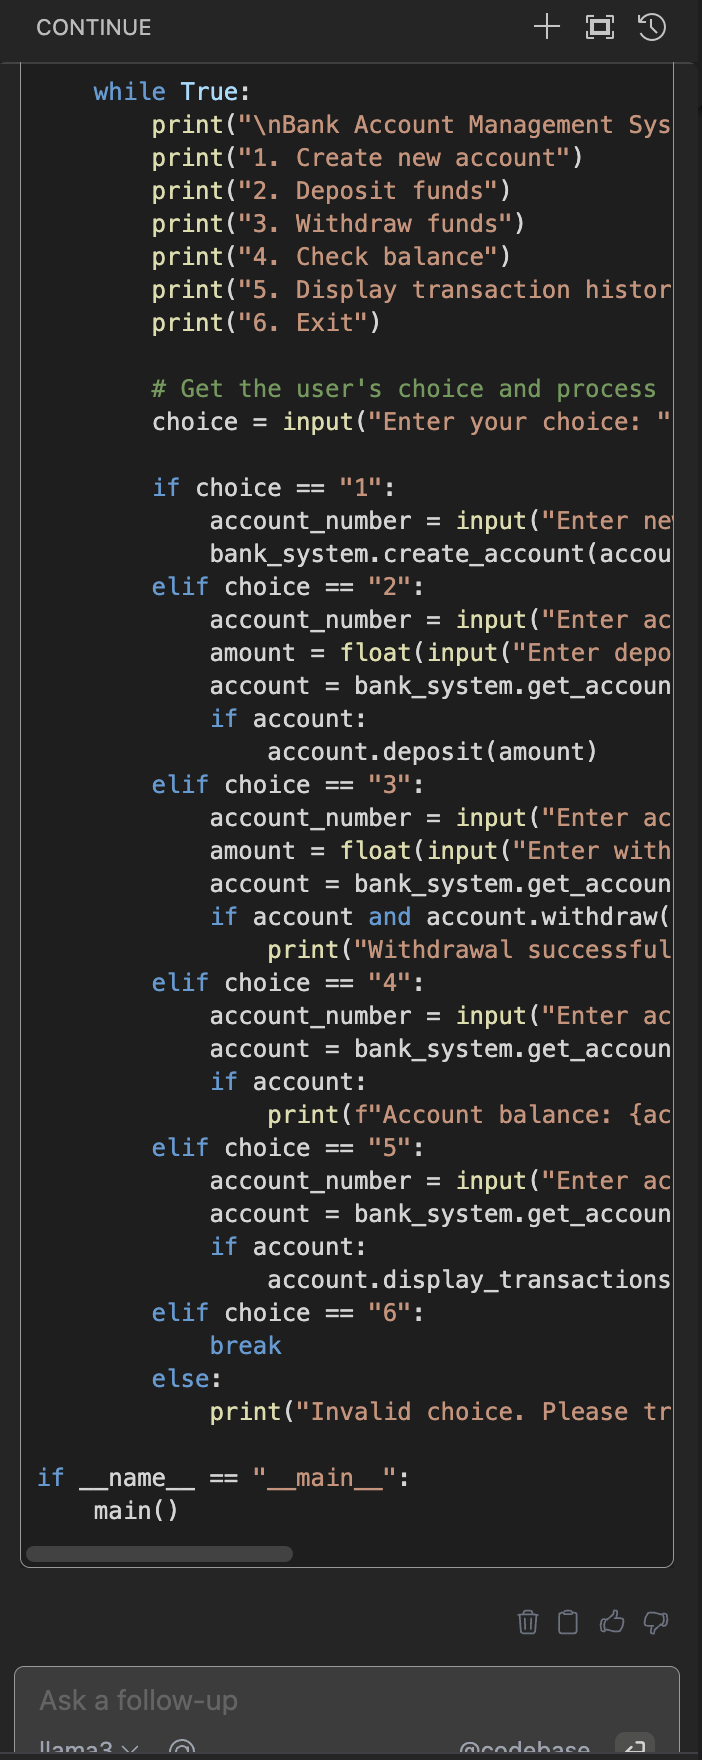 CONTINUE
while True:
print("\nBank Account Management Sys
print("1. Create new account")
print("2. Deposit funds")
print("3. Withdraw funds")
print("4. Check balance")
print("5. Display transaction histor
print("6. Exit")
# Get the user's choice and process
choice = input("Enter your choice: "
if choice == "1":
account_number = input("Enter new
bank_system.create_account(accou
elif choice == "2":
account_number = input("Enter ac
amount = float(input("Enter depo
account = bank_system.get_accoun
if account:
account.deposit(amount)
elif choice == "3":
account_number = input("Enter ac
amount = float(input("Enter with
account = bank_system.get_accoun
if account and account.withdraw(
print("Withdrawal successful
elif choice == "4":
account_number = input("Enter ac
account = bank_system.get_accoun
if account:
print(f"Account balance: {ac
elif choice == "5":
account_number = input("Enter ac
account = bank_system.get_accoun
if account:
account.display_transactions
elif choice == "6":
break
else:
print("Invalid choice. Please tr
if __name__ == "__main__":
main()
Ask a follow-up
llama3 @codebase